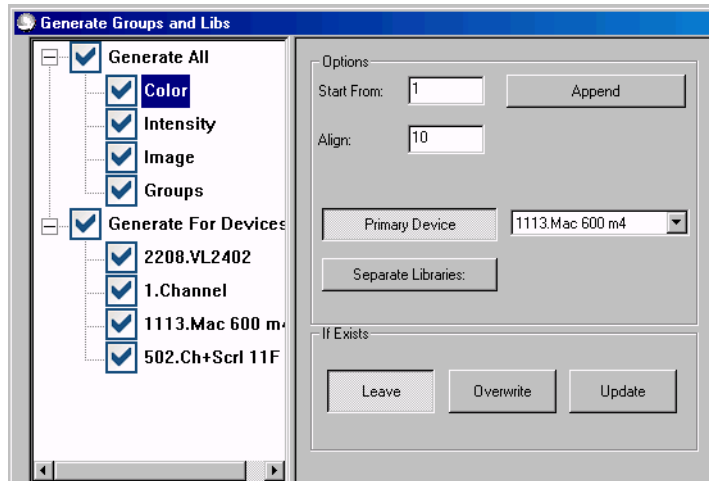 Generate Groups and Libs
Generate All
Color
Intensity
Image
Groups
Generate For Devices
2208.VL2402
1.Channel
1113.Mac 600 m4
502.Ch+Scrl 11F
Options
Start From:
1
Append
Align:
10
Primary Device
1113.Mac 600 m4
Separate Libraries:
If Exists
Leave
Overwrite
Update